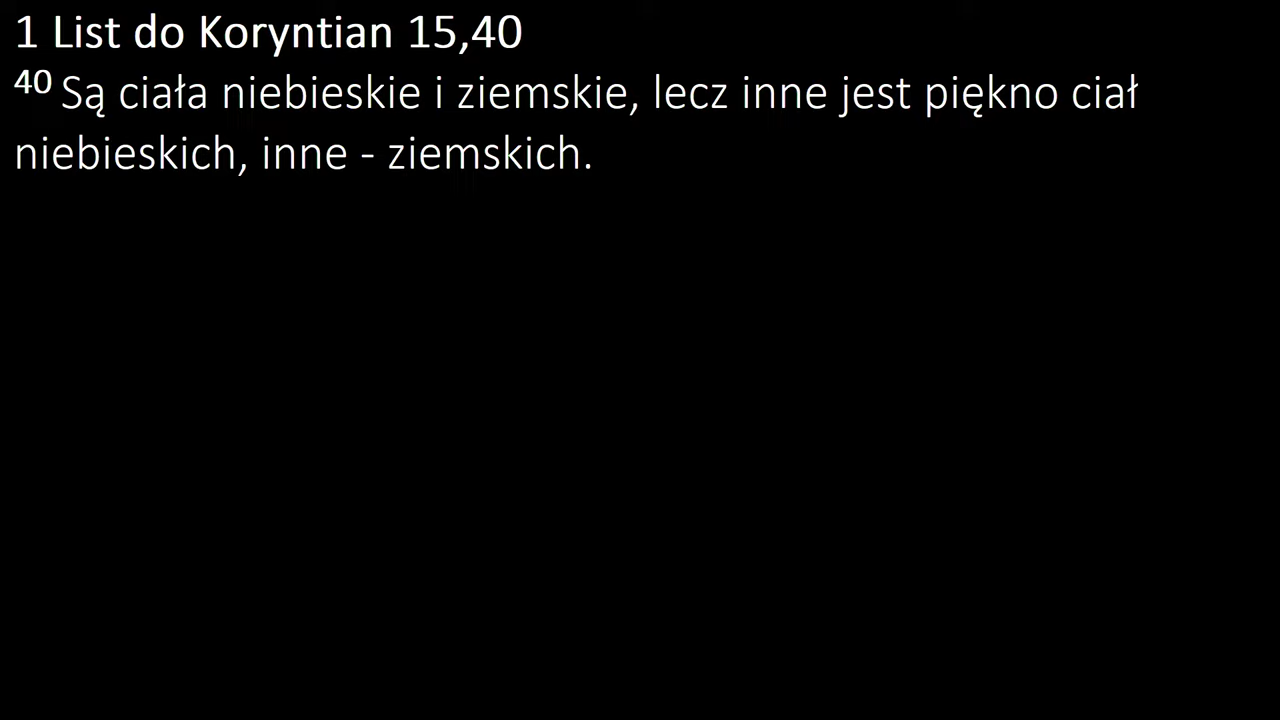 1 List do Koryntian 15,40
40 Są ciała niebieskie i ziemskie, lecz inne jest piękno ciał
niebieskich, inne - ziemskich.